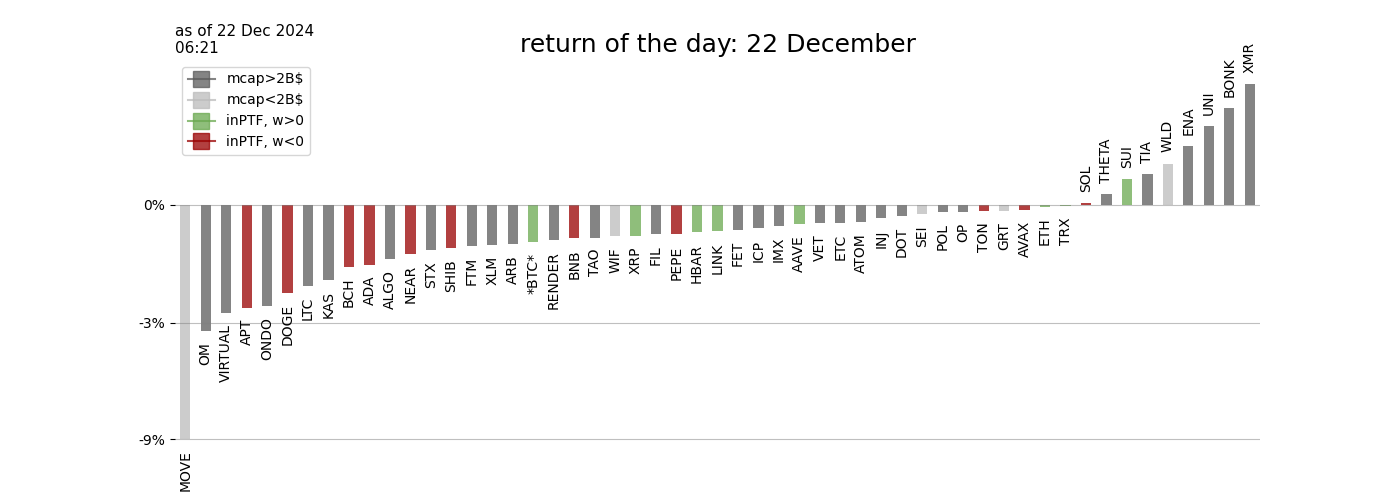 as of 22 Dec 2024
06:21
return of the day: 22 December
mcap>2B$
mcap<2B$
inPTF, w>0
inPTF, w<0
0%
-3%
-9%
MOVE
OM
VIRTUAL
APT
ONDO
DOGE
LTC
KAS
BCH
ADA
ALGO
NEAR
STX
SHIB
FTM
XLM
ARB
*BTC*
RENDER
BNB
TAO
WIF
XRP
FIL
PEPE
HBAR
LINK
FET
ICP
IMX
AAVE
VET
ETC
ATOM
INJ
DOT
SEI
POL
OP
TON
GRT
AVAX
ETH
TRX
SOL
THETA
SUI
TIA
WLD
ENA
UNI
BONK
XMR